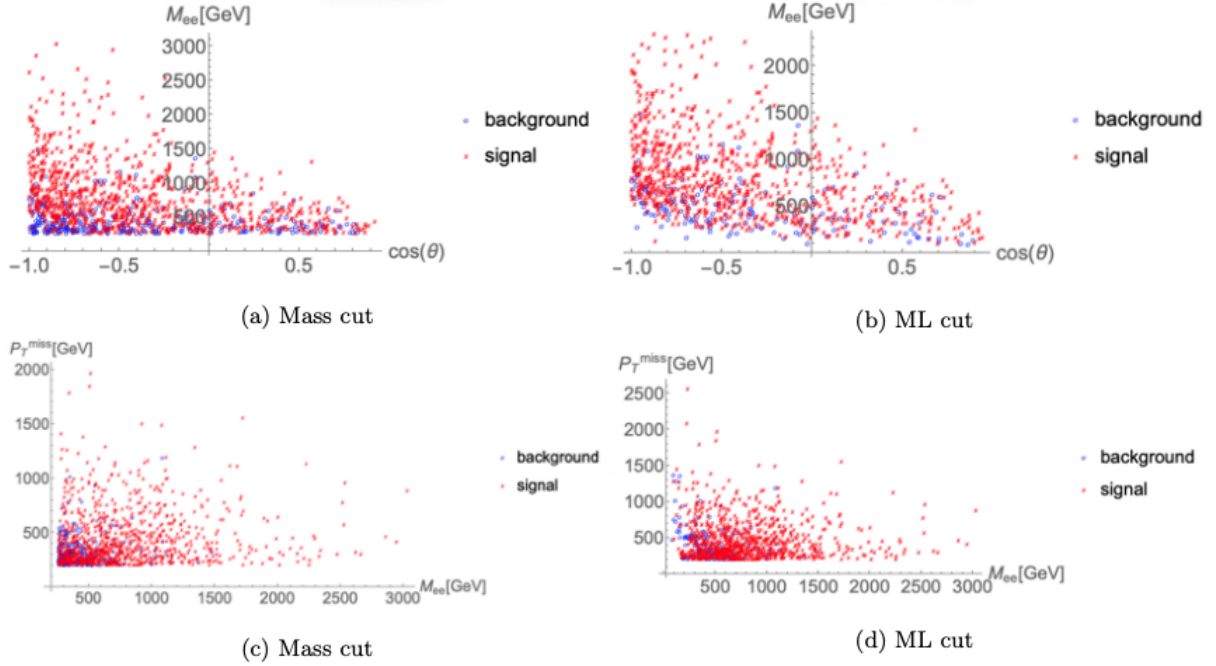 M_ee[GeV]
3000
2500
2000
1500
1000
500
−1.0 −0.5 0.5 cos(θ)
background
signal
(a) Mass cut
M_ee[GeV]
2000
1500
1000
500
−1.0 −0.5 0.5 cos(θ)
background
signal
(b) ML cut
P_T^miss[GeV]
2000
1500
1000
500
500 1000 1500 2000 2500 3000 M_ee[GeV]
background
signal
(c) Mass cut
P_T^miss[GeV]
2500
2000
1500
1000
500
500 1000 1500 2000 2500 3000 M_ee[GeV]
background
signal
(d) ML cut